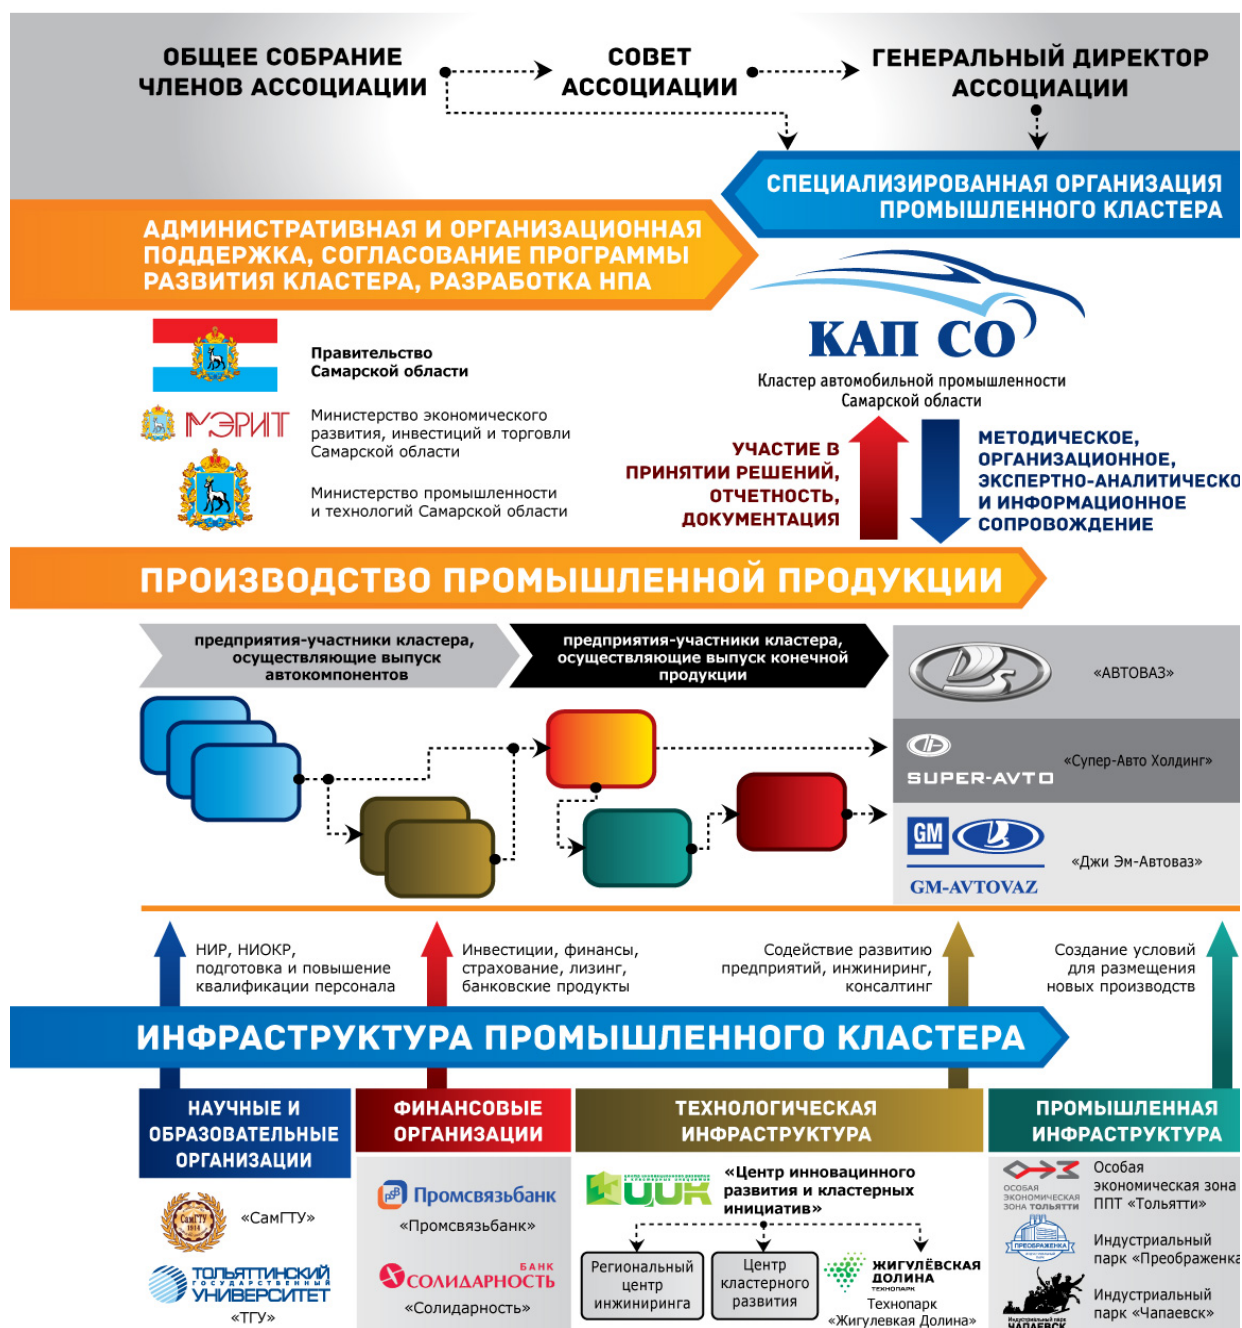 ОБЩЕЕ СОБРАНИЕ
ЧЛЕНОВ АССОЦИАЦИИ
СОВЕТ
АССОЦИАЦИИ
ГЕНЕРАЛЬНЫЙ ДИРЕКТОР
АССОЦИАЦИИ
СПЕЦИАЛИЗИРОВАННАЯ ОРГАНИЗАЦИЯ
ПРОМЫШЛЕННОГО КЛАСТЕРА
АДМИНИСТРАТИВНАЯ И ОРГАНИЗАЦИОННАЯ
ПОДДЕРЖКА, СОГЛАСОВАНИЕ ПРОГРАММЫ
РАЗВИТИЯ КЛАСТЕРА, РАЗРАБОТКА НПА
Правительство
Самарской области
МЭРИТ
Министерство экономического
развития, инвестиций и торговли
Самарской области
Министерство промышленности
и технологий Самарской области
КАП СО
Кластер автомобильной промышленности
Самарской области
УЧАСТИЕ В
ПРИНЯТИИ РЕШЕНИЙ,
ОТЧЕТНОСТЬ,
ДОКУМЕНТАЦИЯ
МЕТОДИЧЕСКОЕ,
ОРГАНИЗАЦИОННОЕ,
ЭКСПЕРТНО-АНАЛИТИЧЕСКО
И ИНФОРМАЦИОННОЕ
СОПРОВОЖДЕНИЕ
ПРОИЗВОДСТВО ПРОМЫШЛЕННОЙ ПРОДУКЦИИ
предприятия-участники кластера,
осуществляющие выпуск
автокомпонентов
предприятия-участники кластера,
осуществляющие выпуск конечной
продукции
«АВТОВАЗ»
SUPER-AVTO
«Супер-Авто Холдинг»
GM
GM-AVTOVAZ
«Джи Эм-Автоваз»
НИР, НИОКР,
подготовка и повышение
квалификации персонала
Инвестиции, финансы,
страхование, лизинг,
банковские продукты
Содействие развитию
предприятий, инжиниринг,
консалтинг
Создание условий
для размещения
новых производств
ИНФРАСТРУКТУРА ПРОМЫШЛЕННОГО КЛАСТЕРА
НАУЧНЫЕ И
ОБРАЗОВАТЕЛЬНЫЕ
ОРГАНИЗАЦИИ
СамГТУ
1914
«СамГТУ»
ТОЛЬЯТТИНСКИЙ
ГОСУДАРСТВЕННЫЙ
УНИВЕРСИТЕТ
«ТГУ»
ФИНАНСОВЫЕ
ОРГАНИЗАЦИИ
Промсвязьбанк
«Промсвязьбанк»
БАНК
СОЛИДАРНОСТЬ
«Солидарность»
ТЕХНОЛОГИЧЕСКАЯ
ИНФРАСТРУКТУРА
«Центр инновацинного
развития и кластерных
инициатив»
Региональный
центр
инжиниринга
Центр
кластерного
развития
ЖИГУЛЁВСКАЯ
ДОЛИНА
ТЕХНОПАРК
Технопарк
«Жигулевкая Долина»
ПРОМЫШЛЕННАЯ
ИНФРАСТРУКТУРА
ОСОБАЯ
ЭКОНОМИЧЕСКАЯ
ЗОНА ТОЛЬЯТТИ
Особая
экономическая зона
ППТ «Тольятти»
ПРЕОБРАЖЕНКА
Индустриальный
парк «Преображенка
Индустриальный парк
ЧАПАЕВСК
Индустриальный
парк «Чапаевск»